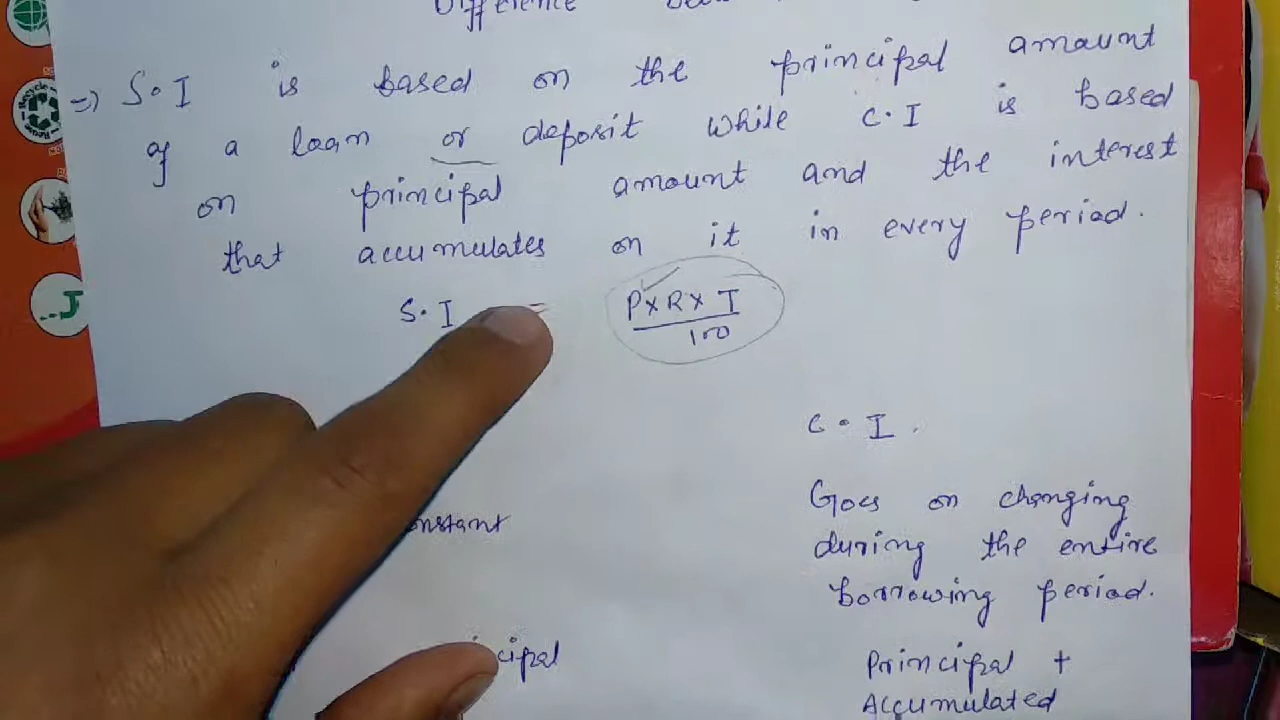 Difference
=> S.I is based on the principal amount
of a loan or deposit while C.I is based
on principal amount and the interest
that accumulates on it in every period.
S.I = P x R x T
100
C.I.
Goes on changing
during the entire
borrowing period.
Principal +
Accumulated